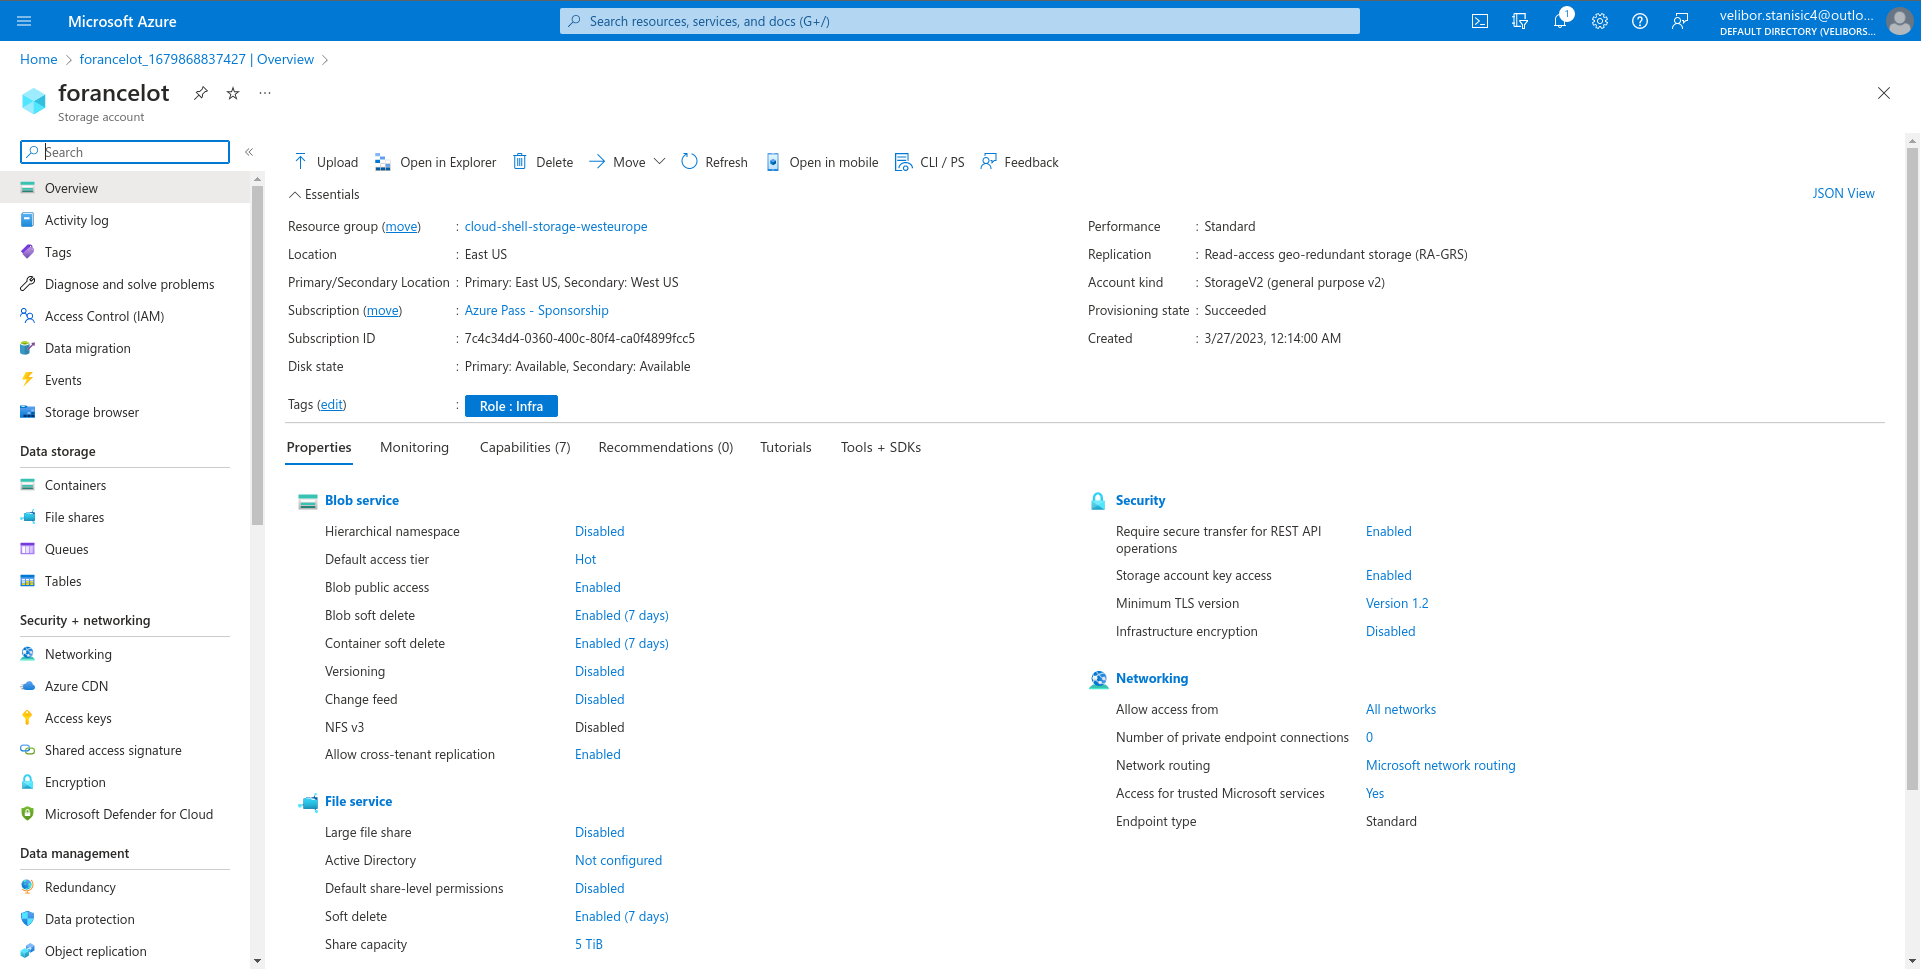 Microsoft Azure
Search resources, services, and docs (G+/)
1
velibor.stanisic4@outlo...
DEFAULT DIRECTORY (VELIBORS...
Home > forancelot_1679868837427 | Overview >
forancelot
Storage account
Search
Overview
Activity log
Tags
Diagnose and solve problems
Access Control (IAM)
Data migration
Events
Storage browser
Data storage
Containers
File shares
Queues
Tables
Security + networking
Networking
Azure CDN
Access keys
Shared access signature
Encryption
Microsoft Defender for Cloud
Data management
Redundancy
Data protection
Object replication
Upload Open in Explorer Delete Move Refresh Open in mobile CLI / PS Feedback
Essentials
JSON View
Resource group (move) : cloud-shell-storage-westeurope
Location : East US
Primary/Secondary Location : Primary: East US, Secondary: West US
Subscription (move) : Azure Pass - Sponsorship
Subscription ID : 7c4c34d4-0360-400c-80f4-ca0f4899fcc5
Disk state : Primary: Available, Secondary: Available
Tags (edit) : Role : Infra
Performance : Standard
Replication : Read-access geo-redundant storage (RA-GRS)
Account kind : StorageV2 (general purpose v2)
Provisioning state : Succeeded
Created : 3/27/2023, 12:14:00 AM
Properties Monitoring Capabilities (7) Recommendations (0) Tutorials Tools + SDKs
Blob service
Hierarchical namespace Disabled
Default access tier Hot
Blob public access Enabled
Blob soft delete Enabled (7 days)
Container soft delete Enabled (7 days)
Versioning Disabled
Change feed Disabled
NFS v3 Disabled
Allow cross-tenant replication Enabled
File service
Large file share Disabled
Active Directory Not configured
Default share-level permissions Disabled
Soft delete Enabled (7 days)
Share capacity 5 TiB
Security
Require secure transfer for REST API Enabled
operations
Storage account key access Enabled
Minimum TLS version Version 1.2
Infrastructure encryption Disabled
Networking
Allow access from All networks
Number of private endpoint connections 0
Network routing Microsoft network routing
Access for trusted Microsoft services Yes
Endpoint type Standard